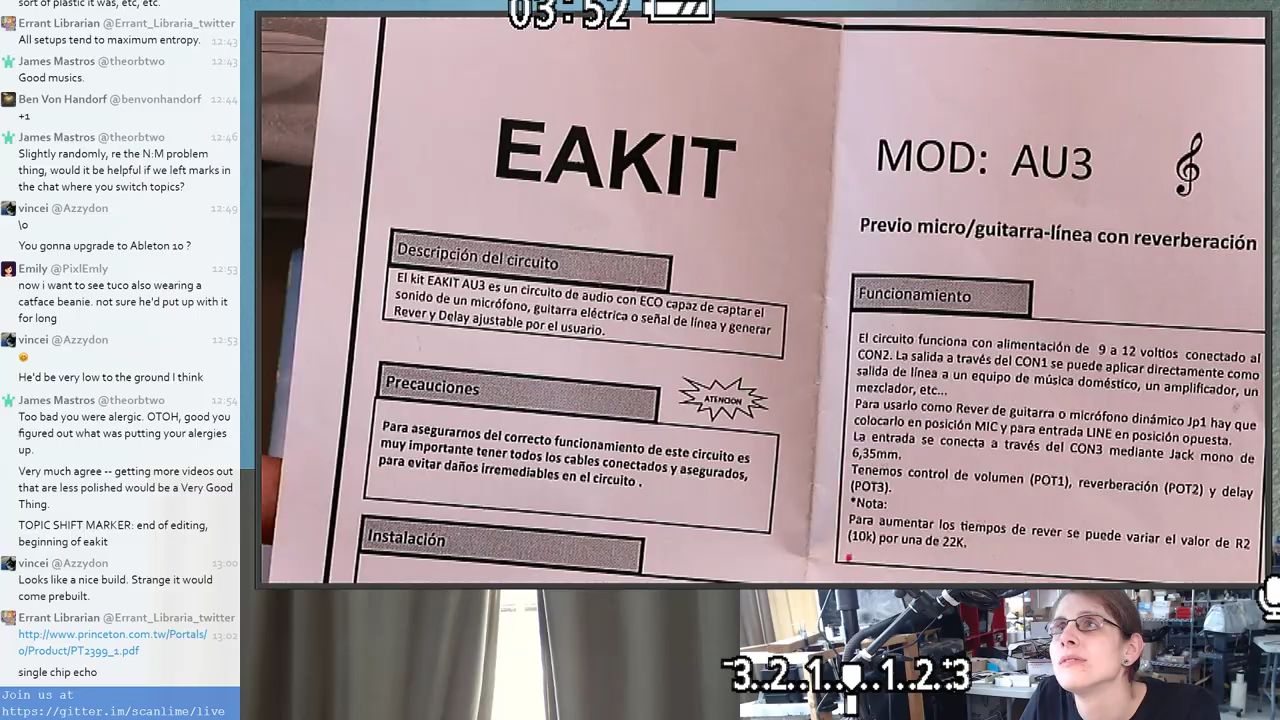 sort of plastic it was, etc, etc.
Errant Librarian @Errant_Libraria_twitter
All setups tend to maximum entropy. 12:43
James Mastros @theorbtwo 12:43
Good musics.
Ben Von Handorf @benvonhandorf 12:44
+1
James Mastros @theorbtwo 12:46
Slightly randomly, re the N:M problem
thing, would it be helpful if we left marks in
the chat where you switch topics?
vincei @Azzydon 12:49
\o
You gonna upgrade to Ableton 10 ?
Emily @PixlEmly 12:53
now i want to see tuco also wearing a
catface beanie. not sure he'd put up with it
for long
vincei @Azzydon 12:53
He'd be very low to the ground I think
James Mastros @theorbtwo 12:54
Too bad you were alergic. OTOH, good you
figured out what was putting your alergies
up.
Very much agree -- getting more videos out
that are less polished would be a Very Good
Thing.
TOPIC SHIFT MARKER: end of editing,
beginning of eakit
vincei @Azzydon 13:00
Looks like a nice build. Strange it would
come prebuilt.
Errant Librarian @Errant_Libraria_twitter
http://www.princeton.com.tw/Portals/ 13:02
0/Product/PT2399_1.pdf
single chip echo
Join us at
https://gitter.im/scanlime/live
03:52
EAKIT
Descripción del circuito
El kit EAKIT AU3 es un circuito de audio con ECO capaz de captar el
sonido de un micrófono, guitarra eléctrica o señal de línea y generar
Rever y Delay ajustable por el usuario.
Precauciones
ATENCION
Para asegurarnos del correcto funcionamiento de este circuito es
muy importante tener todos los cables conectados y asegurados,
para evitar daños irremediables en el circuito .
Instalación
MOD: AU3
Previo micro/guitarra-línea con reverberación
Funcionamiento
El circuito funciona con alimentación de 9 a 12 voltios conectado al
CON2. La salida a través del CON1 se puede aplicar directamente como
salida de línea a un equipo de música doméstico, un amplificador, un
mezclador, etc...
Para usarlo como Rever de guitarra o micrófono dinámico Jp1 hay que
colocarlo en posición MIC y para entrada LINE en posición opuesta.
La entrada se conecta a través del CON3 mediante Jack mono de
6,35mm.
Tenemos control de volumen (POT1), reverberación (POT2) y delay
(POT3).
*Nota:
Para aumentar los tiempos de rever se puede variar el valor de R2
(10k) por una de 22K.
-3..2..1....1..2..+3